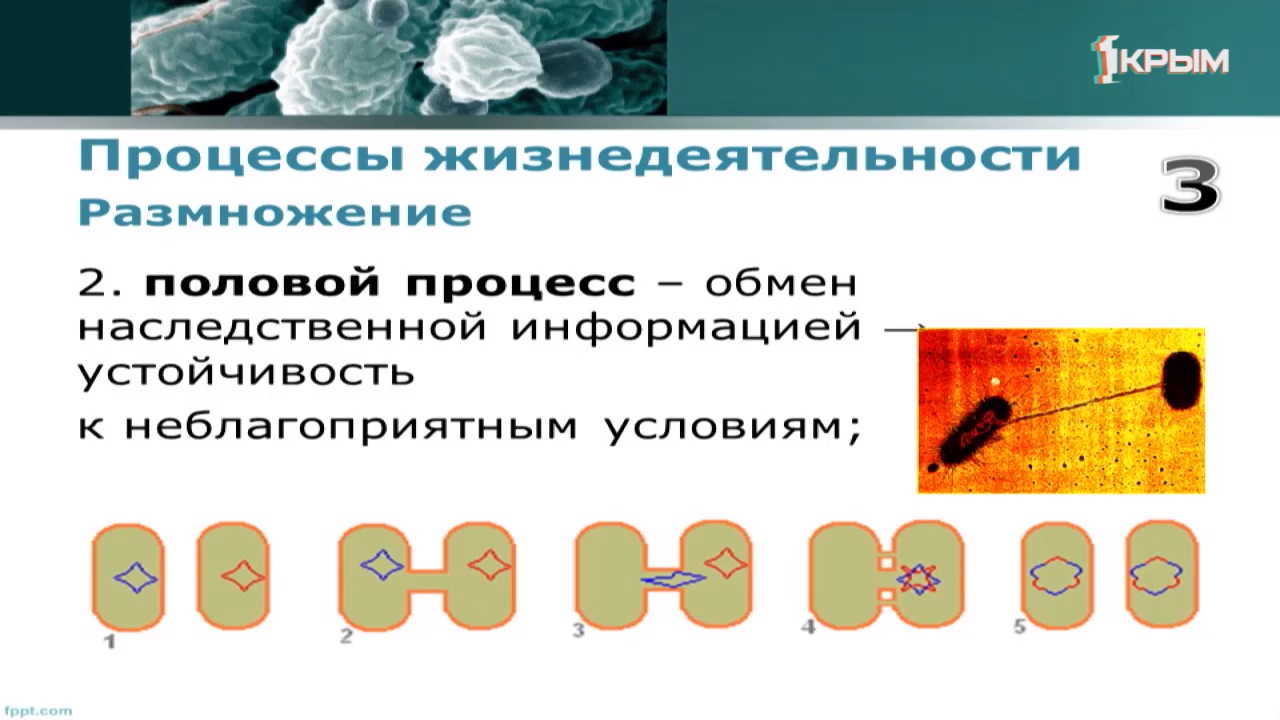 1КРЫМ
Процессы жизнедеятельности
3
Размножение
2. половой процесс – обмен
наследственной информацией →
устойчивость
к неблагоприятным условиям;
1 2 3 4 5
fppt.com